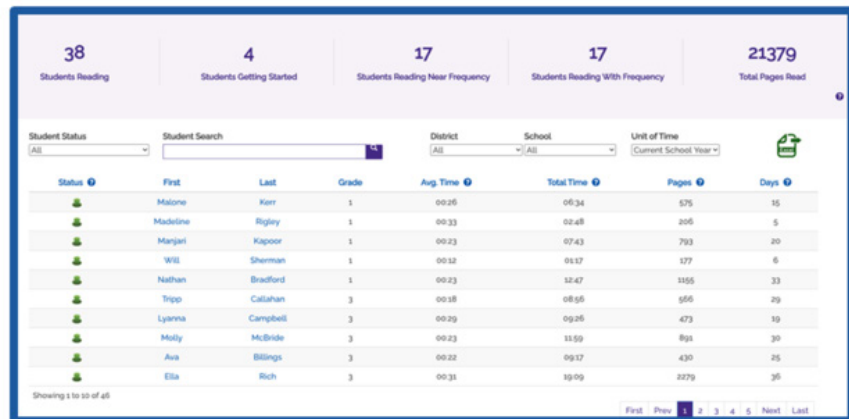 38 4 17 17 21379
Students Reading Students Getting Started Students Reading Near Frequency Students Reading With Frequency Total Pages Read
Student Status Student Search District School Unit of Time
All All All Current School Year
Status First Last Grade Avg. Time Total Time Pages Days
Malone Kerr 1 00:26 06:34 575 15
Madeline Rigley 1 00:33 02:48 206 5
Manjari Kapoor 1 00:23 07:43 793 20
Will Sherman 1 00:12 01:17 177 6
Nathan Bradford 1 00:23 12:47 1155 33
Tripp Callahan 3 00:18 08:56 566 29
Lyanna Campbell 3 00:29 09:26 473 19
Molly McBride 3 00:23 11:59 891 30
Ava Billings 3 00:22 09:17 430 25
Ella Rich 3 00:31 19:09 2279 36
Showing 1 to 10 of 46
First Prev 1 2 3 4 5 Next Last